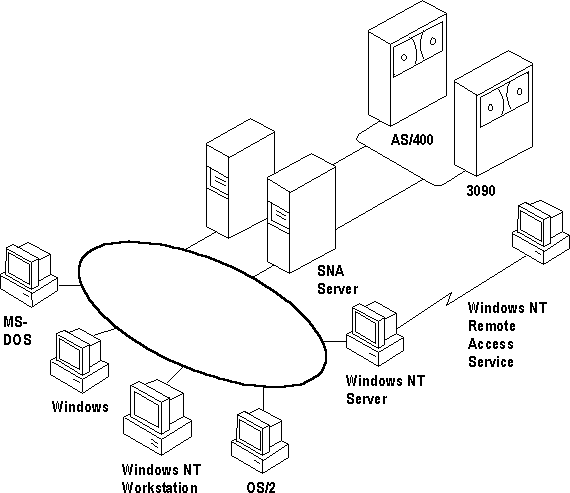 AS/400
3090
SNA
Server
Windows NT
Remote
Access
Service
MS-
DOS
Windows NT
Server
Windows
Windows NT
Workstation
OS/2